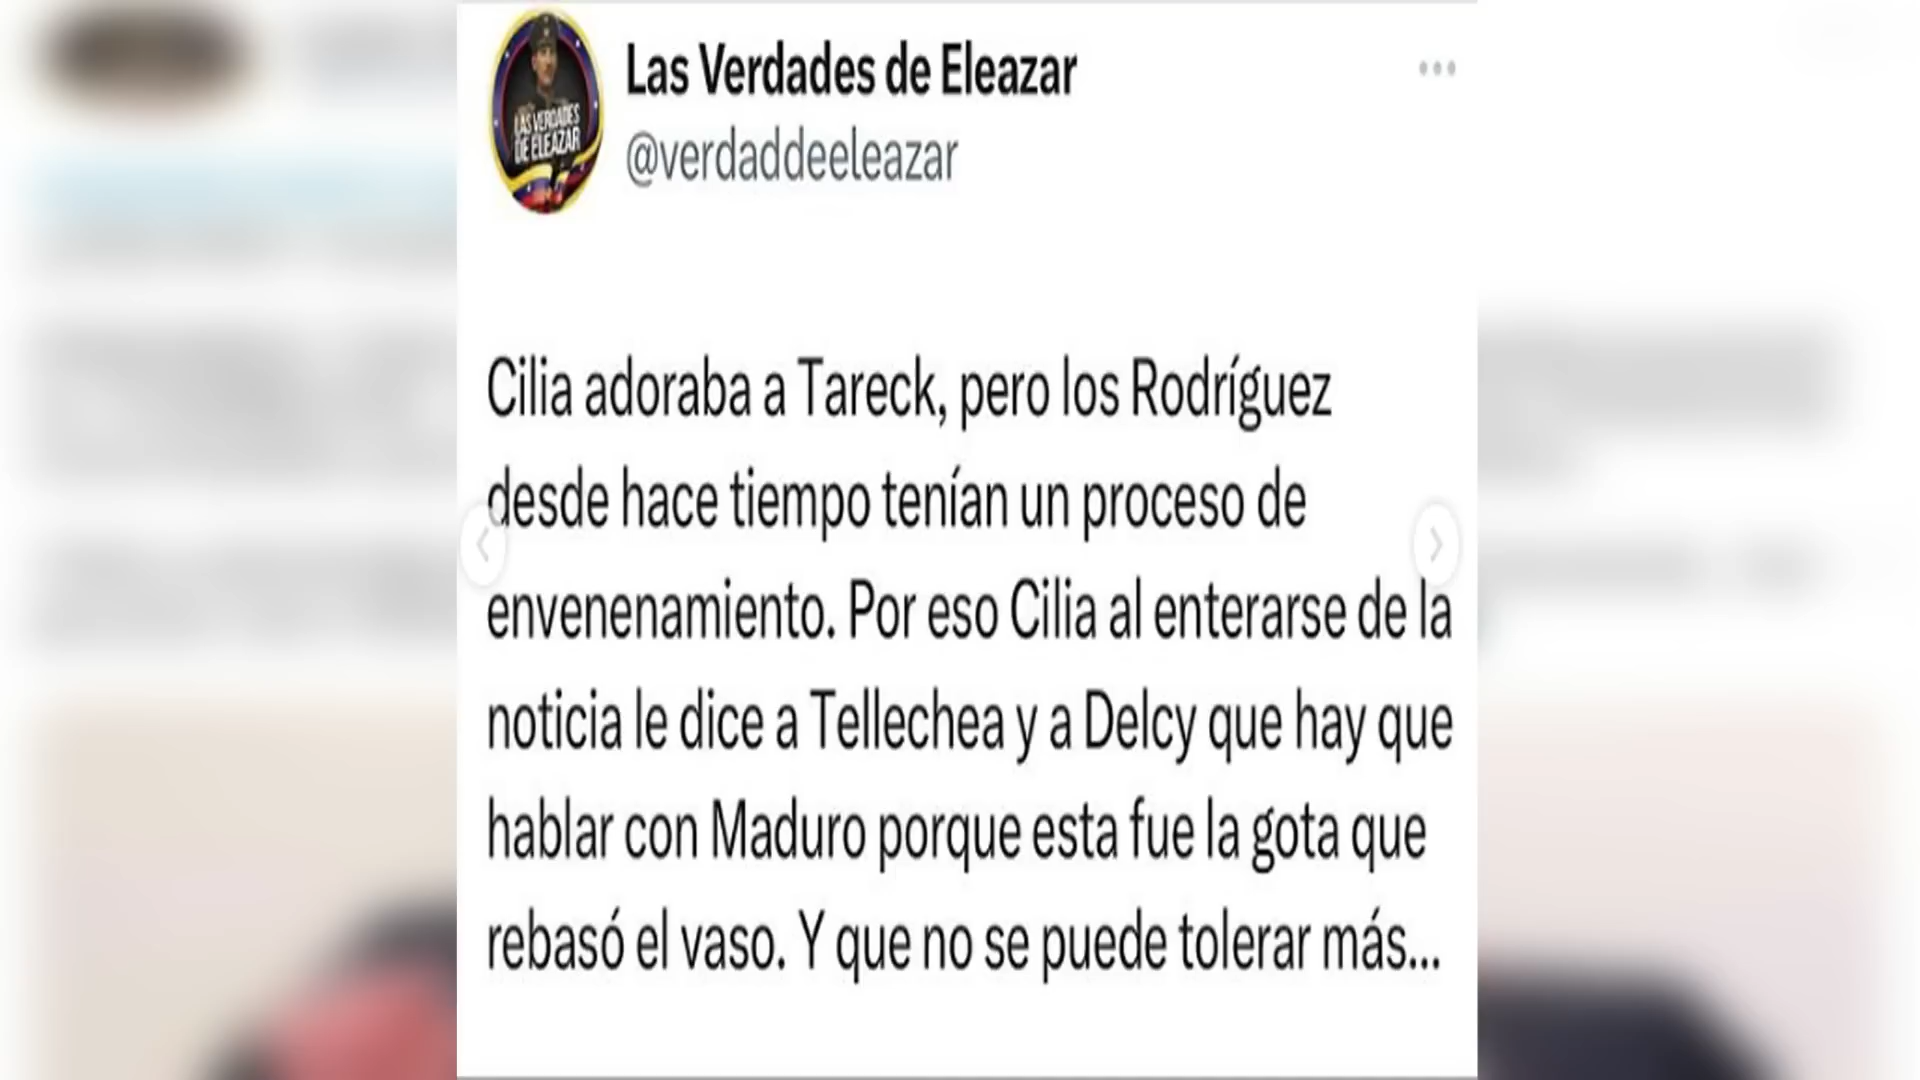 Las Verdades de Eleazar
@verdaddeeleazar
LAS VERDADES
DE ELEAZAR
Cilia adoraba a Tareck, pero los Rodríguez
desde hace tiempo tenían un proceso de
envenenamiento. Por eso Cilia al enterarse de la
noticia le dice a Tellechea y a Delcy que hay que
hablar con Maduro porque esta fue la gota que
rebasó el vaso. Y que no se puede tolerar más...